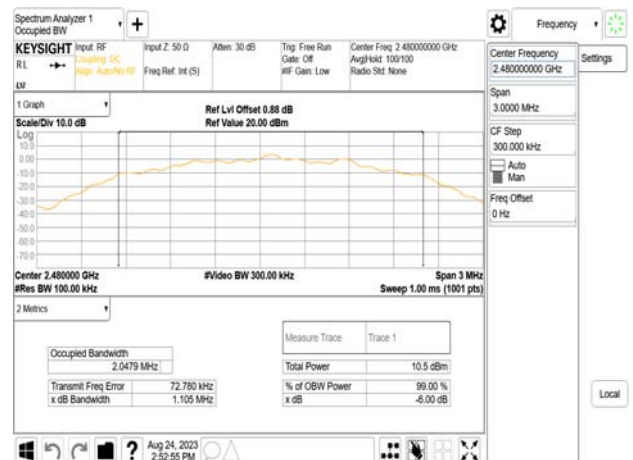 Spectrum Analyzer 1
Occupied BW
Frequency
KEYSIGHT
Input: RF
Input Z: 50 Ω
Atten: 30 dB
Trig: Free Run
Center Freq: 2.480000000 GHz
RL
Coupling: DC
Gate: Off
Avg|Hold: 100/100
Align: Auto/No RF
Freq Ref: Int (S)
#IF Gain: Low
Radio Std: None
Center Frequency
2.480000000 GHz
Settings
Span
3.0000 MHz
CF Step
300.000 kHz
Auto
Man
Freq Offset
0 Hz
1 Graph
Ref Lvl Offset 0.88 dB
Scale/Div 10.0 dB
Ref Value 20.00 dBm
Log
10.0
0.00
-10.0
-20.0
-30.0
-40.0
-50.0
-60.0
-70.0
Center 2.480000 GHz
#Video BW 300.00 kHz
Span 3 MHz
#Res BW 100.00 kHz
Sweep 1.00 ms (1001 pts)
2 Metrics
Measure Trace
Trace 1
Occupied Bandwidth
2.0479 MHz
Total Power
10.5 dBm
Transmit Freq Error
72.780 kHz
% of OBW Power
99.00 %
x dB Bandwidth
1.105 MHz
x dB
-6.00 dB
Local
?
Aug 24, 2023
2:52:55 PM